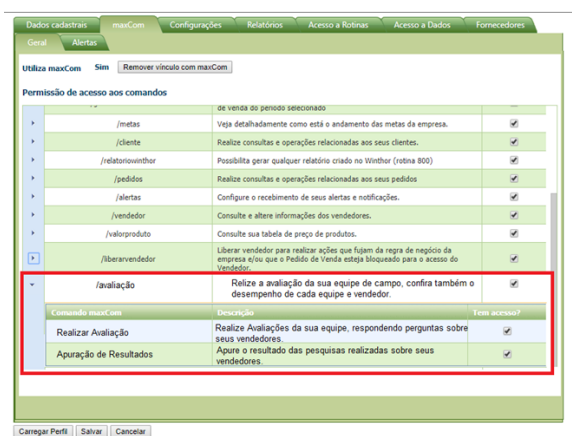 Dados cadastrais maxCom Configurações Relatórios Acesso a Rotinas Acesso a Dados Fornecedores
Geral Alertas
Utiliza maxCom Sim Remover vínculo com maxCom
Permissão de acesso aos comandos
de venda do período selecionado
/metas Veja detalhadamente como está o andamento das metas da empresa.
/cliente Realize consultas e operações relacionadas aos seus clientes.
/relatoriowinthor Possibilita gerar qualquer relatório criado no Winthor (rotina 800)
/pedidos Realize consultas e operações relacionadas aos seus pedidos
/alertas Configure o recebimento de seus alertas e notificações.
/vendedor Consulte e altere informações dos vendedores.
/valorproduto Consulte sua tabela de preço de produtos.
/liberarvendedor Liberar vendedor para realizar ações que fujam da regra de negócio da
empresa e/ou que o Pedido de Venda esteja bloqueado para o acesso do
Vendedor.
/avaliação Relize a avaliação da sua equipe de campo, confira também o
desempenho de cada equipe e vendedor.
Comando maxCom Descrição Tem acesso?
Realizar Avaliação Realize Avaliações da sua equipe, respondendo perguntas sobre
seus vendedores.
Apuração de Resultados Apure o resultado das pesquisas realizadas sobre seus
vendedores.
Carregar Perfil Salvar Cancelar